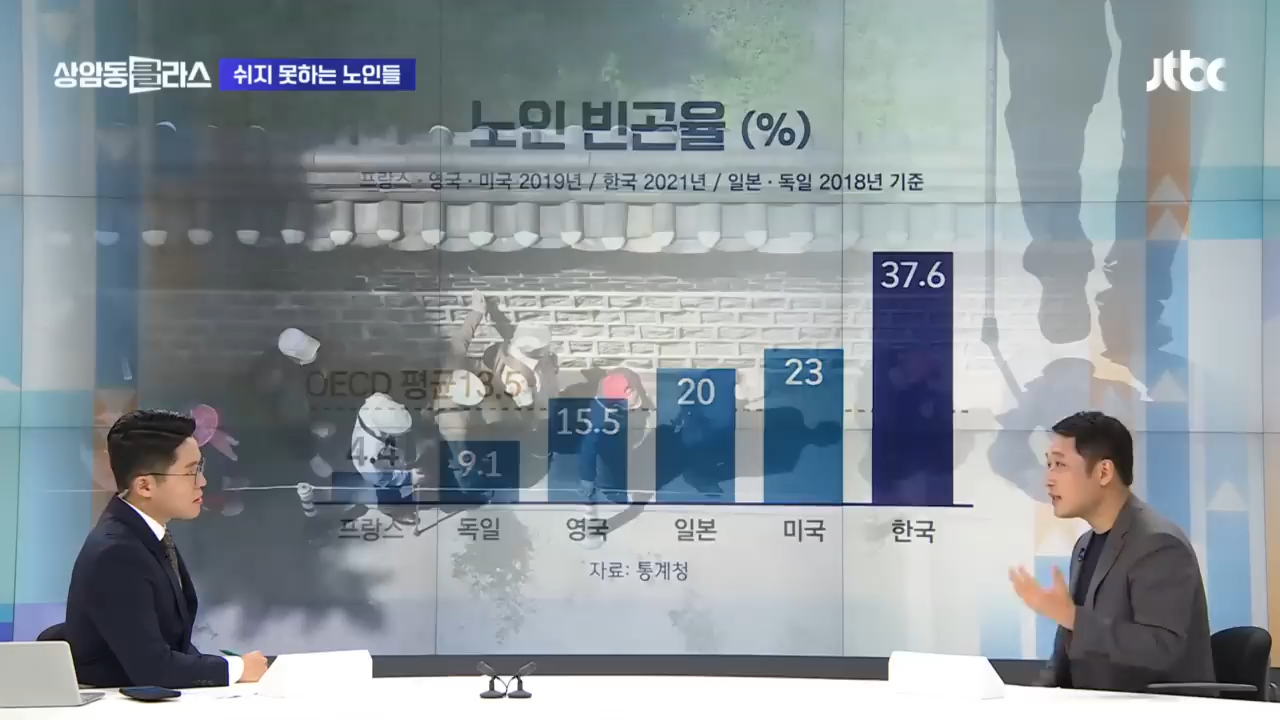 상암동클라스 쉬지 못하는 노인들
jtbc
노인 빈곤율 (%)
프랑스·영국·미국 2019년 / 한국 2021년 / 일본·독일 2018년 기준
37.6
23
20
15.5
OECD 평균 13.5
9.1
4.4
프랑스 독일 영국 일본 미국 한국
자료: 통계청